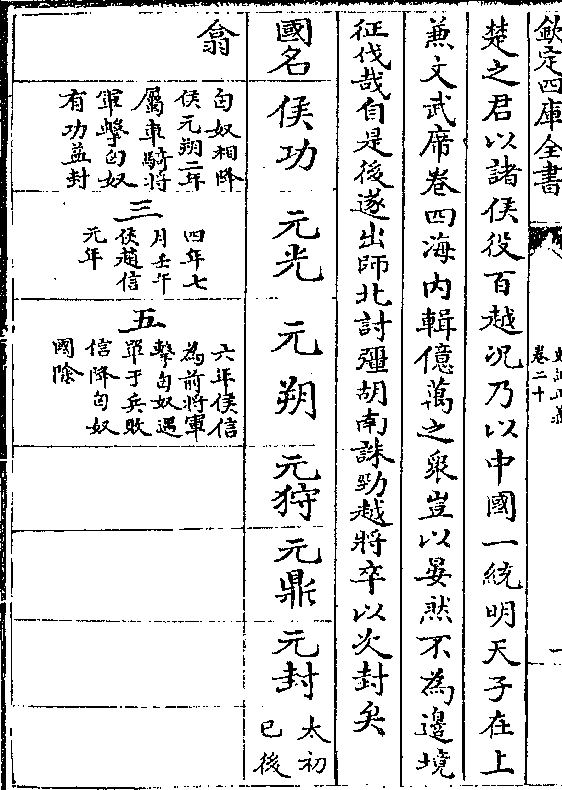 欽定四庫全書
卷二十
楚之君以諸侯役百越况乃以中國一統明天子在上
兼文武席卷四海内輯億萬之衆豈以晏然不為邊境
征伐哉自是後遂出師北討彊胡南誅勁越將卒以次封矣
國名
侯功
元光
元朔
元狩
元鼎
元封
太初
已後
翕
匈奴相降
侯元朔二年
屬車騎將
軍擊匈奴
有功益封
三
四年七
月壬午
侯趙信
元年
五
六年侯信
為前將軍
擊匈奴遇
單于兵敗
信降匈奴
國除